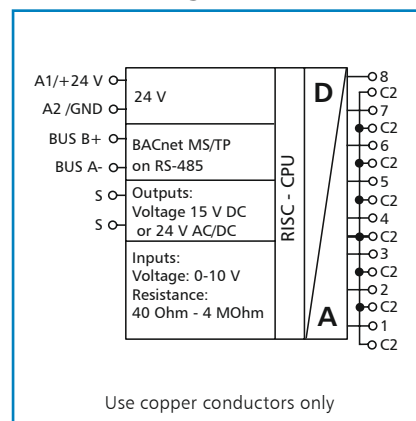 A1/+24 V
A2 /GND
BUS B+
BUS A-
S
S
24 V
BACnet MS/TP
on RS-485
Outputs:
Voltage 15 V DC
or 24 V AC/DC
Inputs:
Voltage: 0-10 V
Resistance:
40 Ohm - 4 MOhm
RISC - CPU
D
A
8
C2
7
C2
6
C2
5
C2
4
C2
3
C2
2
C2
1
C2
Use copper conductors only